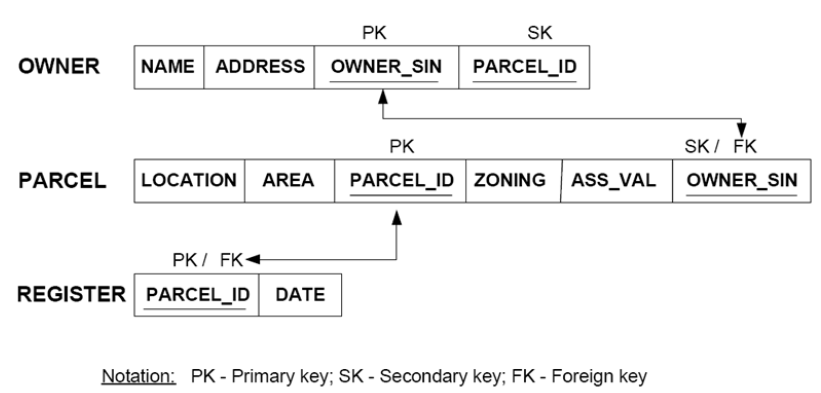 PK SK
OWNER NAME ADDRESS OWNER_SIN PARCEL_ID
PK SK / FK
PARCEL LOCATION AREA PARCEL_ID ZONING ASS_VAL OWNER_SIN
PK / FK
REGISTER PARCEL_ID DATE
Notation: PK - Primary key; SK - Secondary key; FK - Foreign key